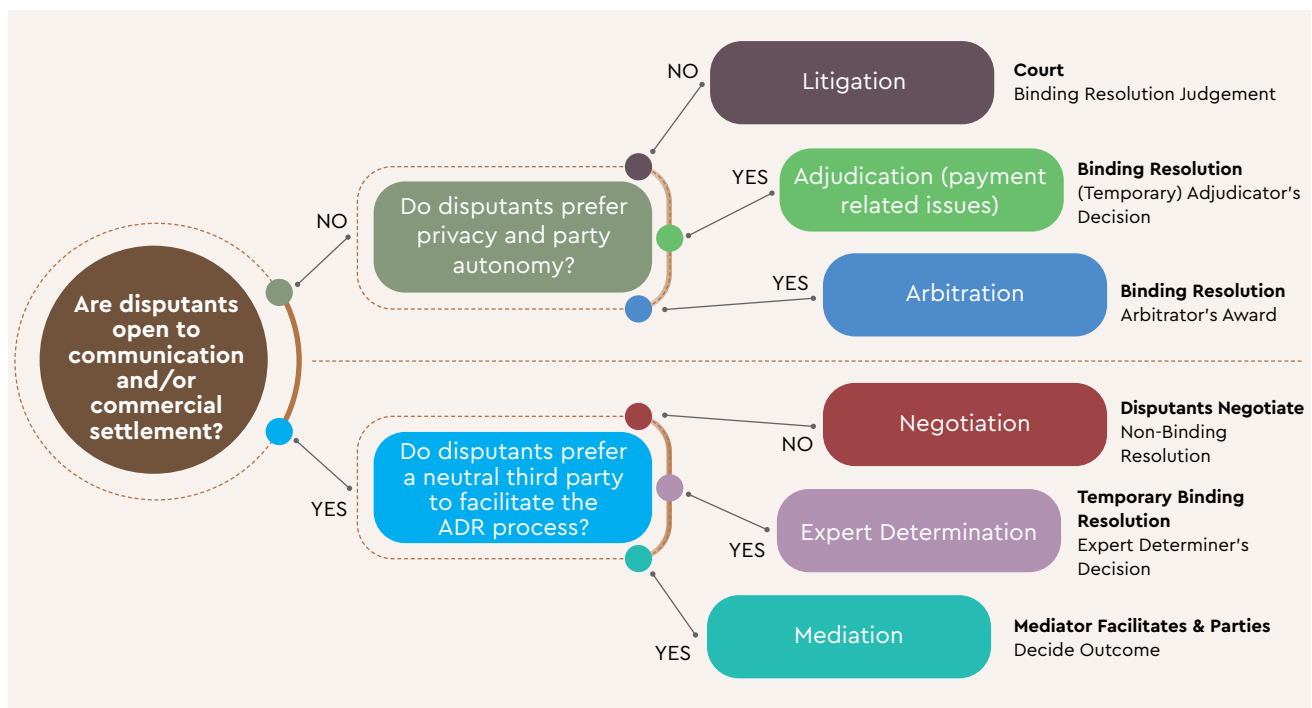 Are disputants
open to
communication
and/or
commercial
settlement?
NO
Do disputants prefer
privacy and party
autonomy?
NO
Litigation
Court
Binding Resolution Judgement
YES
Adjudication (payment
related issues)
Binding Resolution
(Temporary) Adjudicator's
Decision
YES
Arbitration
Binding Resolution
Arbitrator's Award
YES
Do disputants prefer
a neutral third party
to facilitate the
ADR process?
NO
Negotiation
Disputants Negotiate
Non-Binding
Resolution
YES
Expert Determination
Temporary Binding
Resolution
Expert Determiner's
Decision
YES
Mediation
Mediator Facilitates & Parties
Decide Outcome